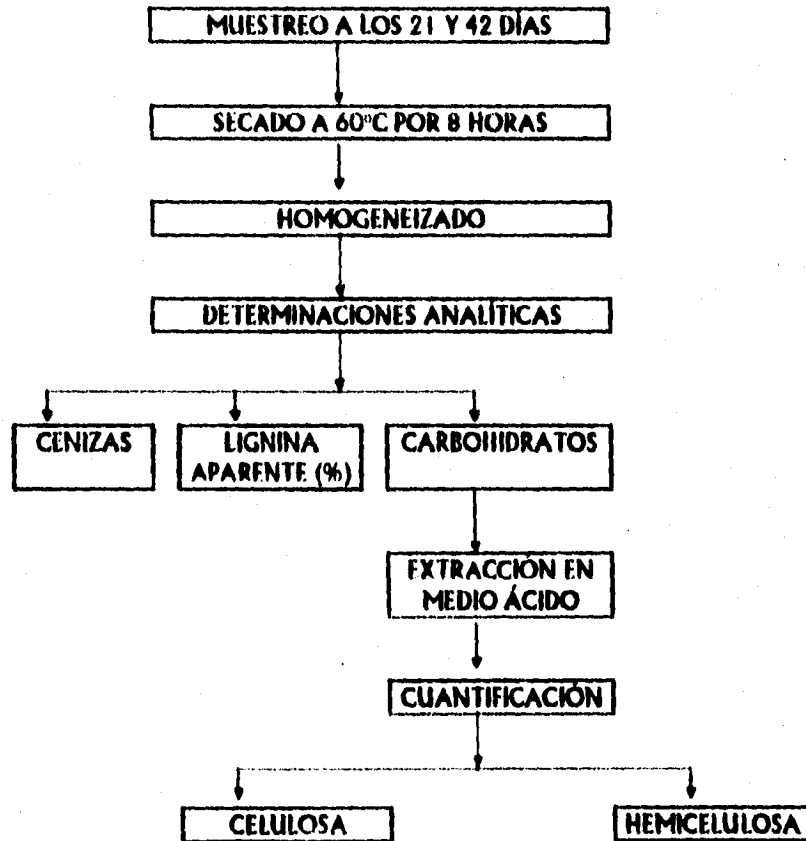 MUESTREO A LOS 21 Y 42 DÍAS
SECADO A 60°C POR 8 HORAS
HOMOGENEIZADO
DETERMINACIONES ANALÍTICAS
CENIZAS
LIGNINA
APARENTE (%)
CARBOHIDRATOS
EXTRACCIÓN EN
MEDIO ÁCIDO
CUANTIFICACIÓN
CELULOSA
HEMICELULOSA